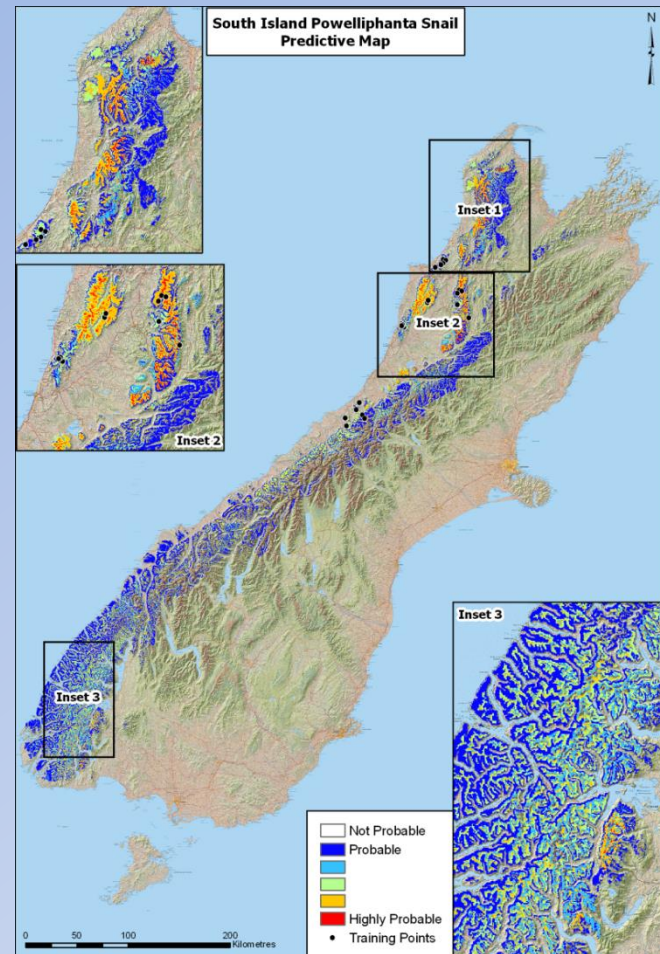 South Island Powelliphanta Snail
Predictive Map
N
Inset 1
Inset 2
Inset 2
Inset 3
Inset 3
Not Probable
Probable
Highly Probable
Training Points
0 50 100 200
Kilometres